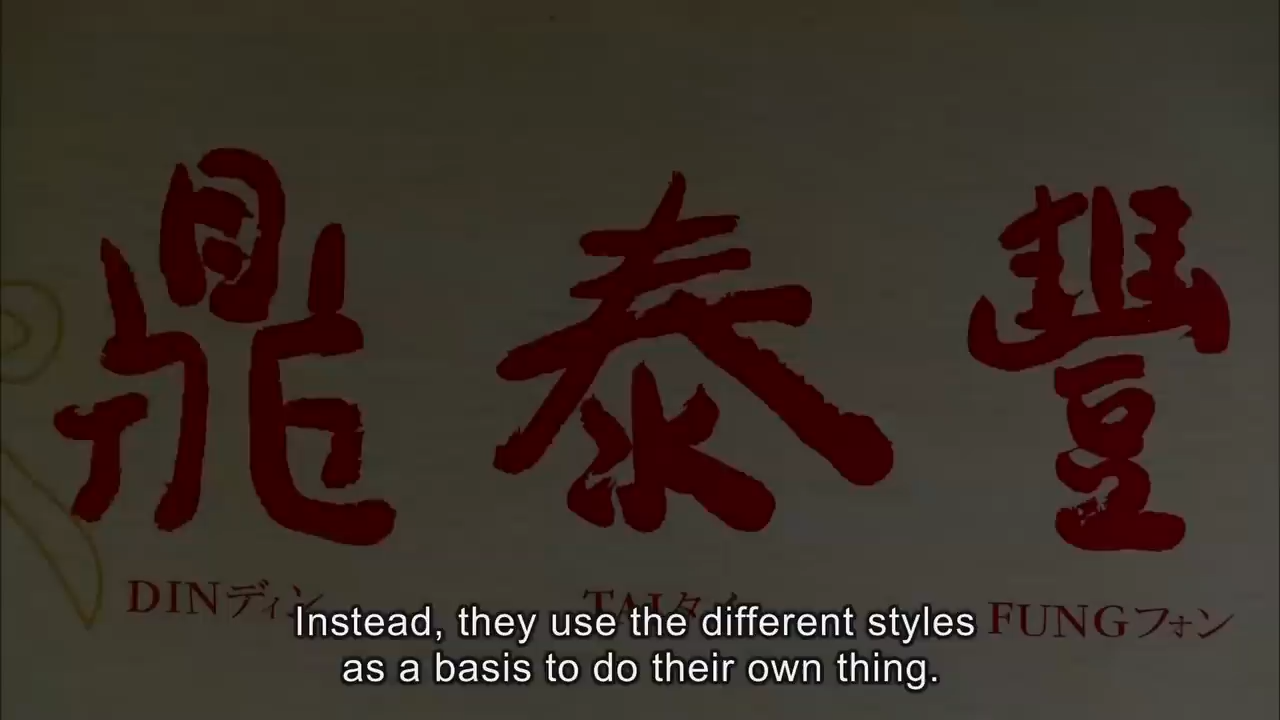 鼎泰豐
DINディン TAIタイ FUNGフォン
Instead, they use the different styles
as a basis to do their own thing.